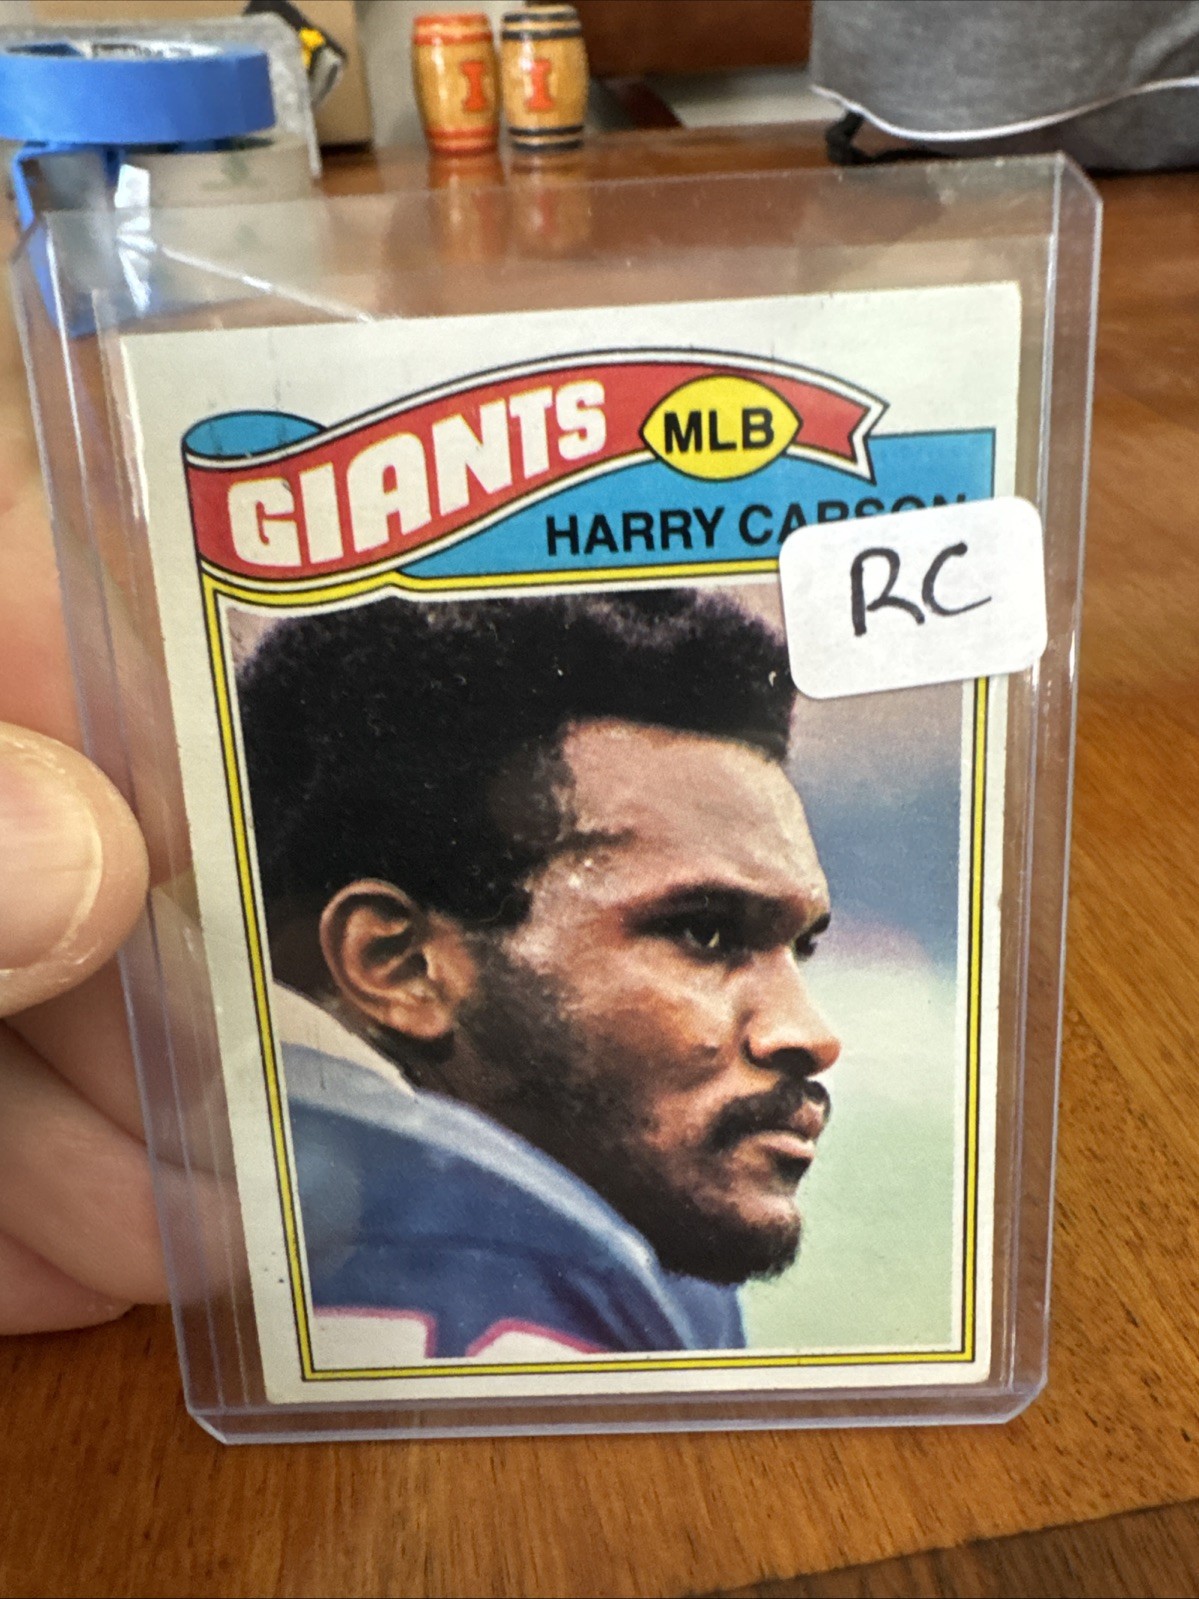 I I
GIANTS MLB
HARRY CARSON
RC